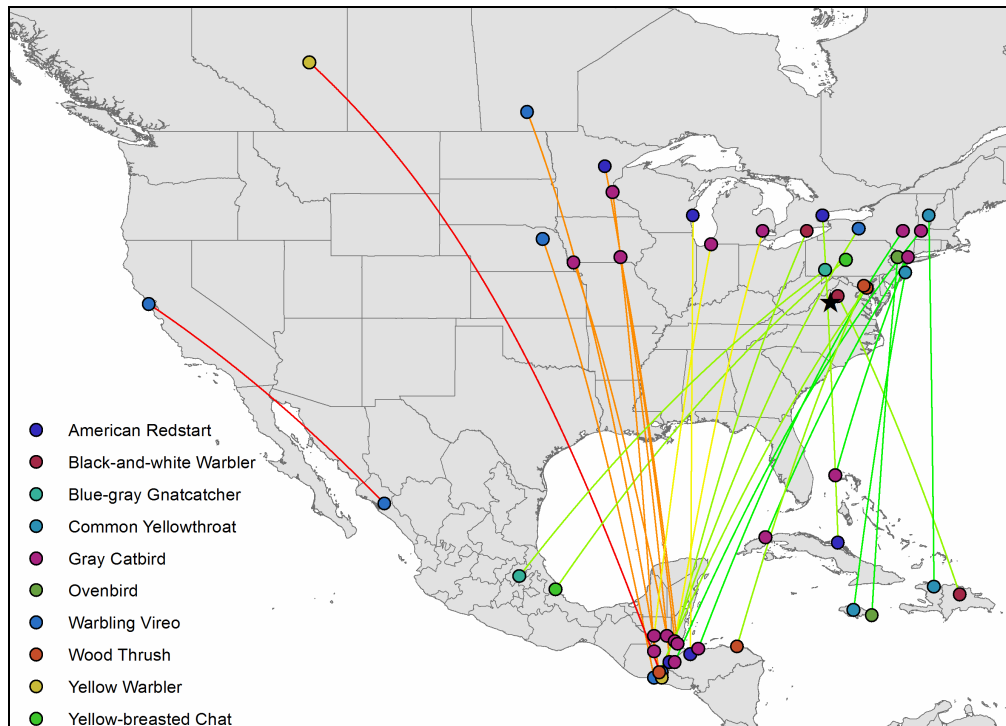 American Redstart
Black-and-white Warbler
Blue-gray Gnatcatcher
Common Yellowthroat
Gray Catbird
Ovenbird
Warbling Vireo
Wood Thrush
Yellow Warbler
Yellow-breasted Chat